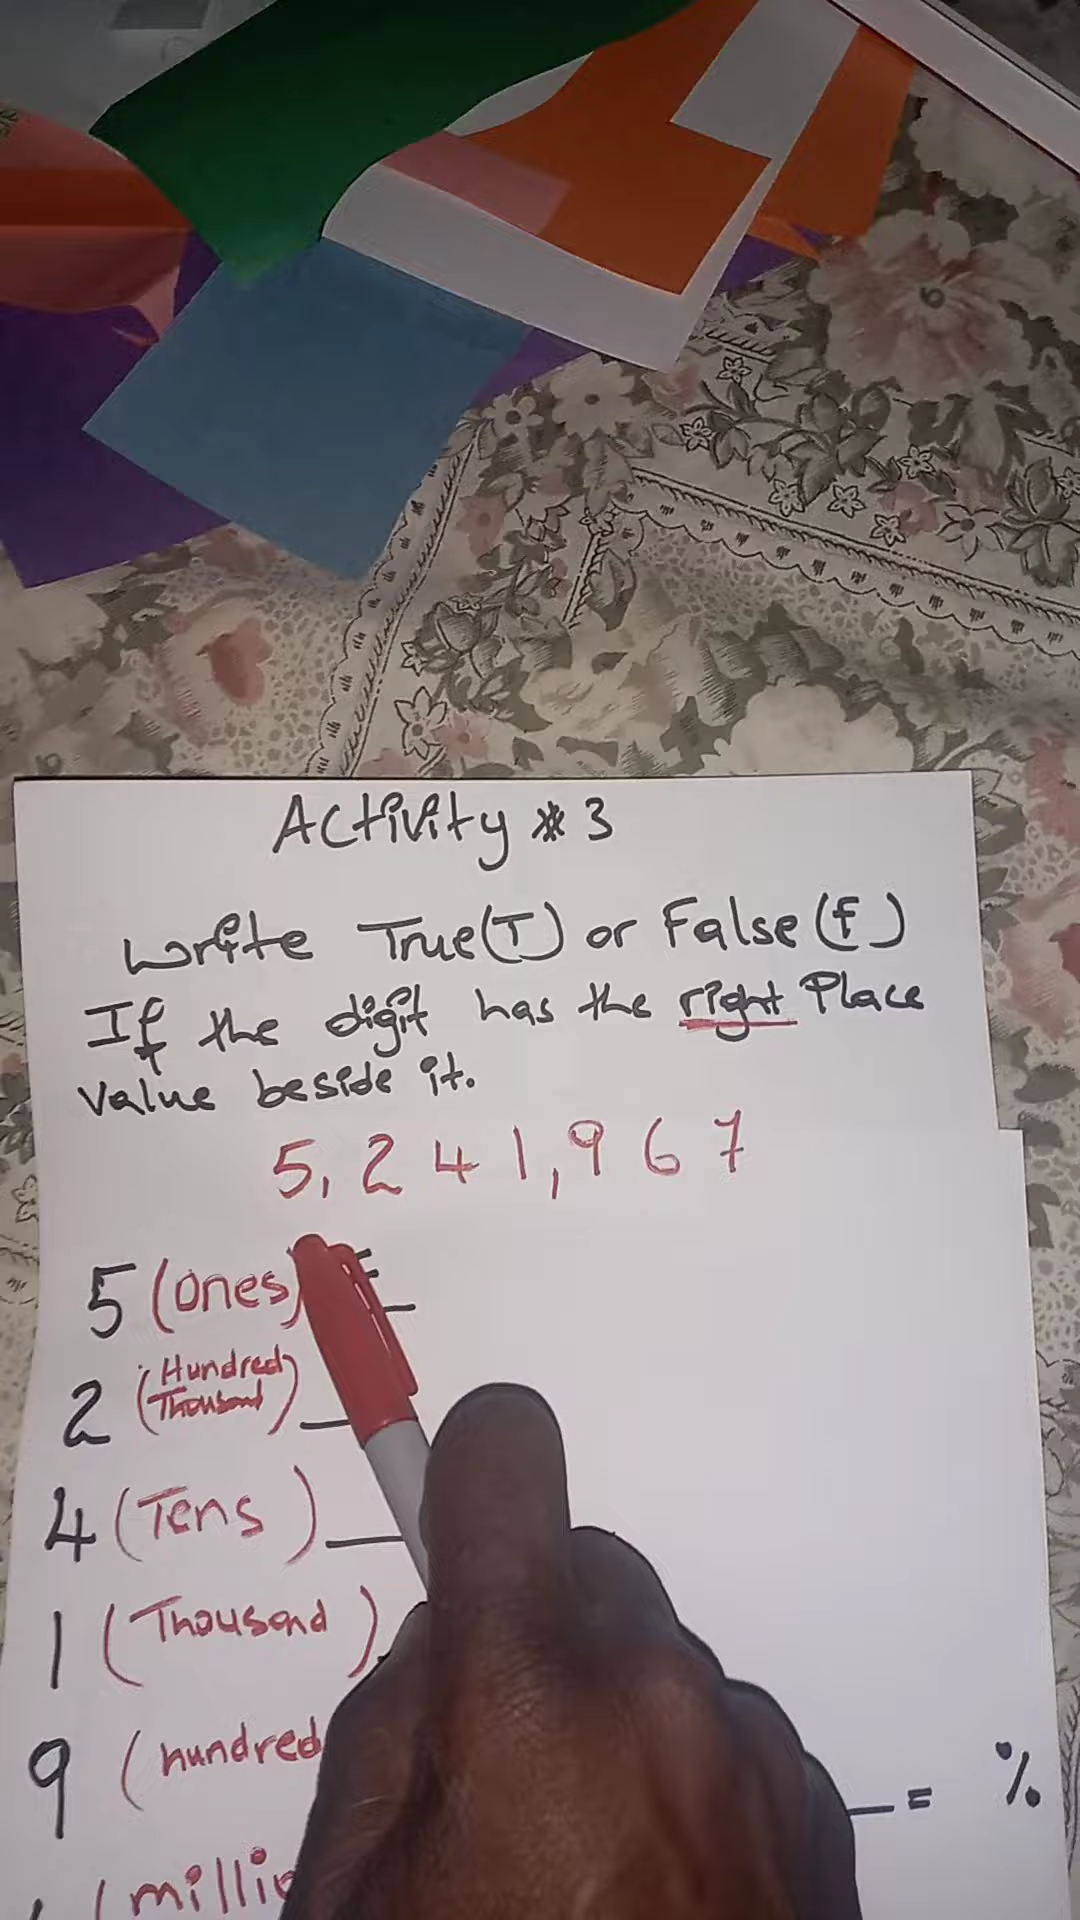 Activity # 3
Write True(T) or False(f)
If the digit has the right Place
Value beside it.
5, 2 4 1, 9 6 7
5 (Ones)
2 (Hundred
Thousand)
4 (Tens)
1 (Thousand)
9 (hundred
= %